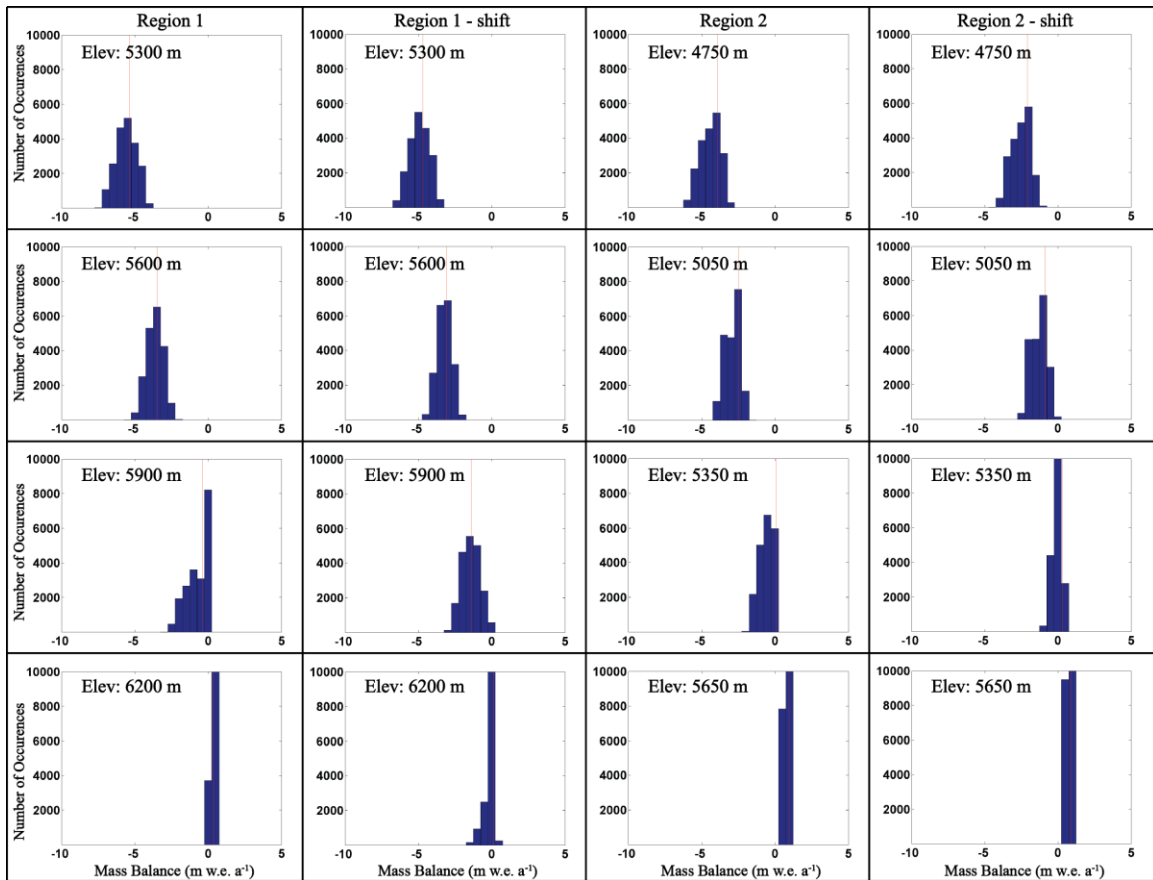 Region 1
Region 1 - shift
Region 2
Region 2 - shift
Number of Occurences
10000
8000
6000
4000
2000
Elev: 5300 m
-10 -5 0 5
10000
8000
6000
4000
2000
Elev: 5300 m
-10 -5 0 5
10000
8000
6000
4000
2000
Elev: 4750 m
-10 -5 0 5
10000
8000
6000
4000
2000
Elev: 4750 m
-10 -5 0 5
Number of Occurences
10000
8000
6000
4000
2000
Elev: 5600 m
-10 -5 0 5
10000
8000
6000
4000
2000
Elev: 5600 m
-10 -5 0 5
10000
8000
6000
4000
2000
Elev: 5050 m
-10 -5 0 5
10000
8000
6000
4000
2000
Elev: 5050 m
-10 -5 0 5
Number of Occurences
10000
8000
6000
4000
2000
Elev: 5900 m
-10 -5 0 5
10000
8000
6000
4000
2000
Elev: 5900 m
-10 -5 0 5
10000
8000
6000
4000
2000
Elev: 5350 m
-10 -5 0 5
10000
8000
6000
4000
2000
Elev: 5350 m
-10 -5 0 5
Number of Occurences
10000
8000
6000
4000
2000
Elev: 6200 m
-10 -5 0 5
Mass Balance (m w.e. a⁻¹)
10000
8000
6000
4000
2000
Elev: 6200 m
-10 -5 0 5
Mass Balance (m w.e. a⁻¹)
10000
8000
6000
4000
2000
Elev: 5650 m
-10 -5 0 5
Mass Balance (m w.e. a⁻¹)
10000
8000
6000
4000
2000
Elev: 5650 m
-10 -5 0 5
Mass Balance (m w.e. a⁻¹)